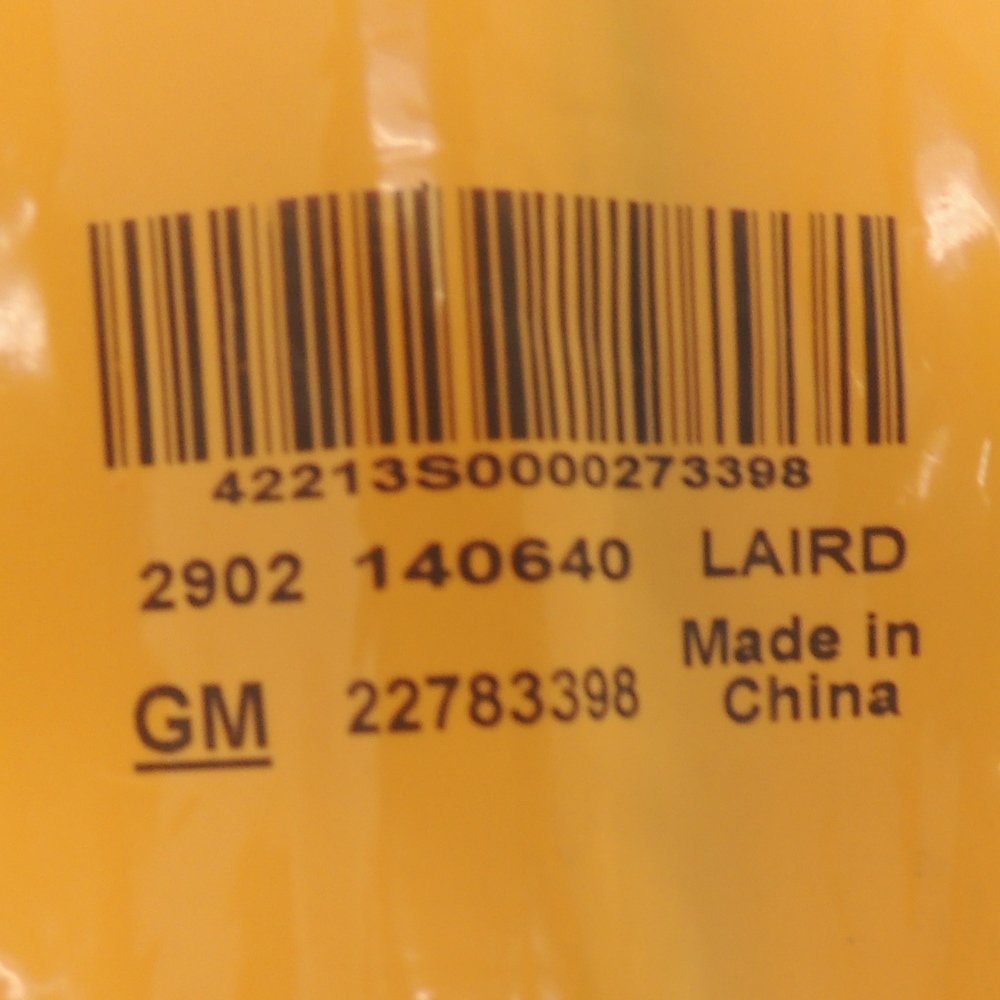 42213S0000273398
2902 140640 LAIRD
GM 22783398 Made in
China